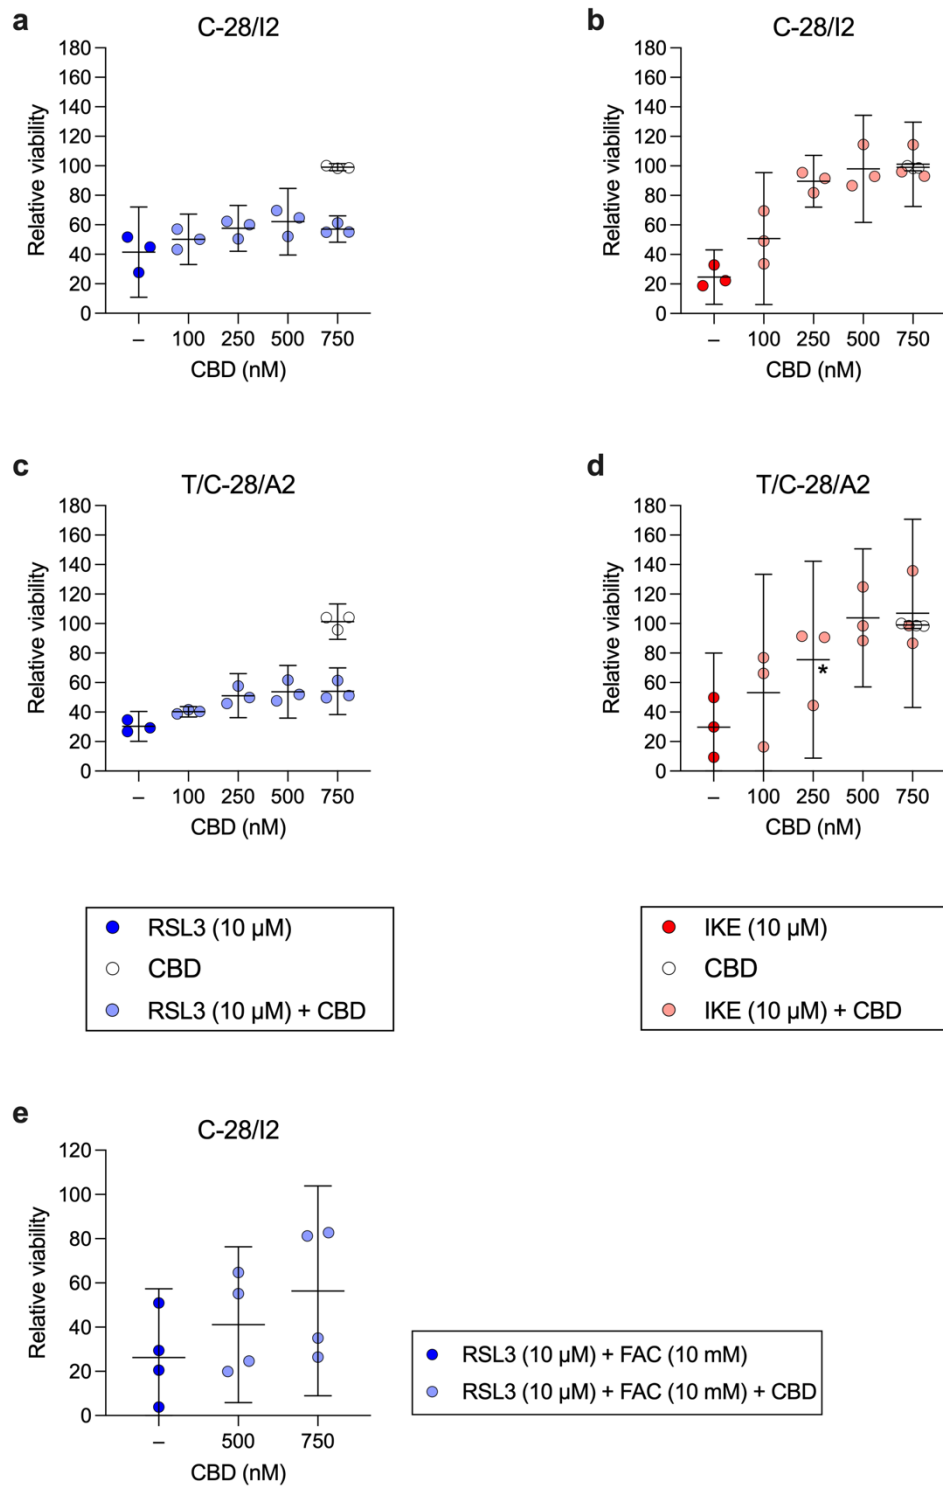 a
C-28/I2
Relative viability
180
160
140
120
100
80
60
40
20
0
– 100 250 500 750
CBD (nM)
b
C-28/I2
Relative viability
180
160
140
120
100
80
60
40
20
0
– 100 250 500 750
CBD (nM)
c
T/C-28/A2
Relative viability
180
160
140
120
100
80
60
40
20
0
– 100 250 500 750
CBD (nM)
d
T/C-28/A2
Relative viability
180
160
140
120
100
80
60
40
20
0
*
– 100 250 500 750
CBD (nM)
RSL3 (10 µM)
CBD
RSL3 (10 µM) + CBD
IKE (10 µM)
CBD
IKE (10 µM) + CBD
e
C-28/I2
Relative viability
120
100
80
60
40
20
0
– 500 750
CBD (nM)
RSL3 (10 µM) + FAC (10 mM)
RSL3 (10 µM) + FAC (10 mM) + CBD